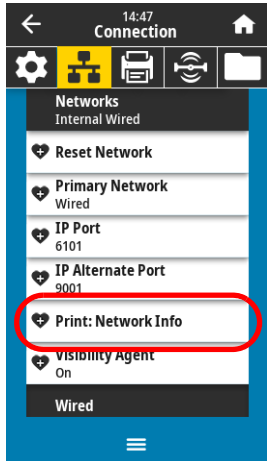 14:47
Connection
Networks
Internal Wired
Reset Network
Primary Network
Wired
IP Port
6101
IP Alternate Port
9001
Print: Network Info
Visibility Agent
On
Wired